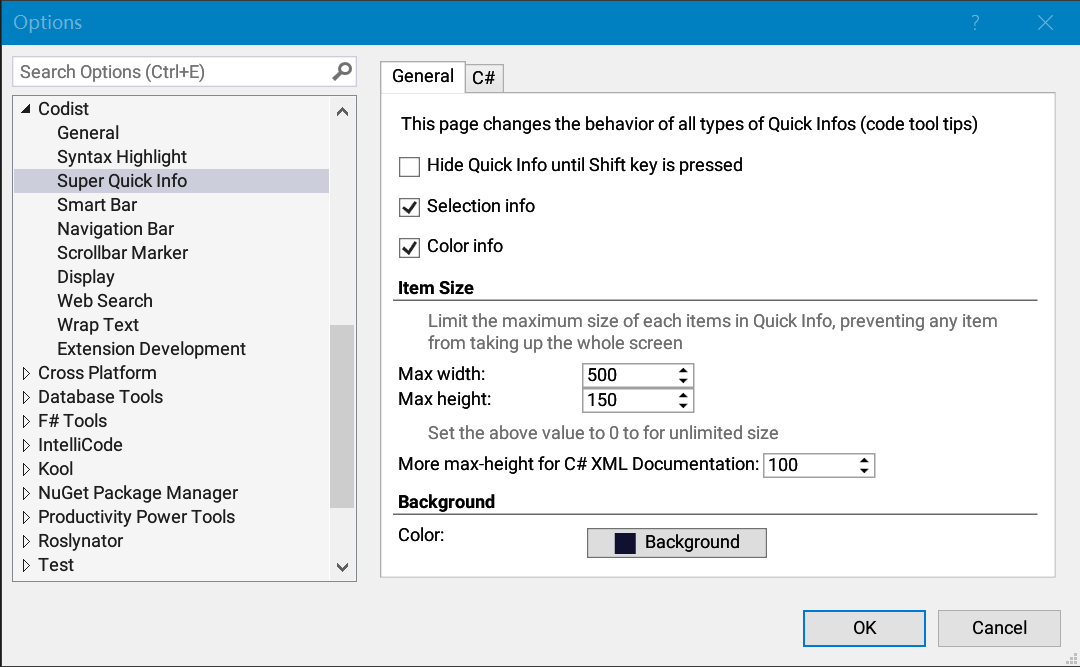 Options
?
Search Options (Ctrl+E)
Codist
General
Syntax Highlight
Super Quick Info
Smart Bar
Navigation Bar
Scrollbar Marker
Display
Web Search
Wrap Text
Extension Development
Cross Platform
Database Tools
F# Tools
IntelliCode
Kool
NuGet Package Manager
Productivity Power Tools
Roslynator
Test
General
C#
This page changes the behavior of all types of Quick Infos (code tool tips)
Hide Quick Info until Shift key is pressed
Selection info
Color info
Item Size
Limit the maximum size of each items in Quick Info, preventing any item
from taking up the whole screen
Max width: 500
Max height: 150
Set the above value to 0 to for unlimited size
More max-height for C# XML Documentation: 100
Background
Color: Background
OK Cancel